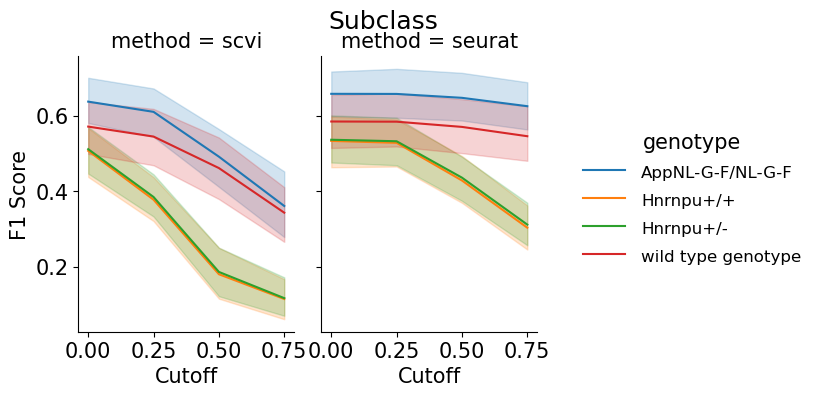 Subclass
method = scvi
method = seurat
F1 Score
0.6
0.4
0.2
0.00 0.25 0.50 0.75
0.00 0.25 0.50 0.75
Cutoff
Cutoff
genotype
AppNL-G-F/NL-G-F
Hnrnpu+/+
Hnrnpu+/-
wild type genotype